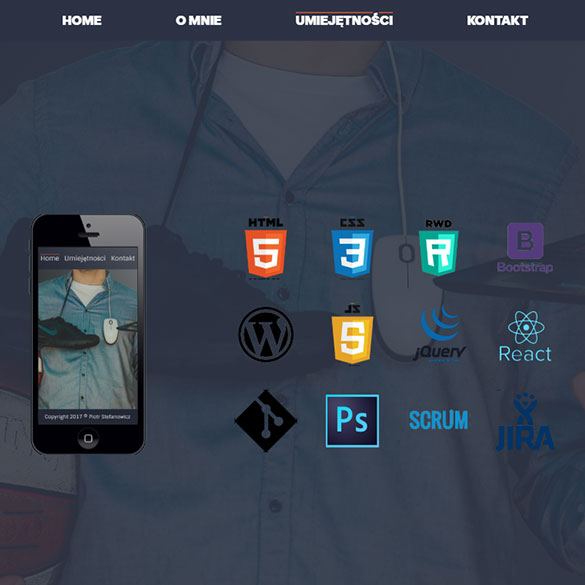 HOME O MNIE UMIEJĘTNOŚCI KONTAKT
HTML CSS RWD
5 3 R B
Bootstrap
Home Umiejętności Kontakt
JS
W 5 jQuery React
Ps SCRUM JIRA
Copyright 2017 © Piotr Stefanowicz